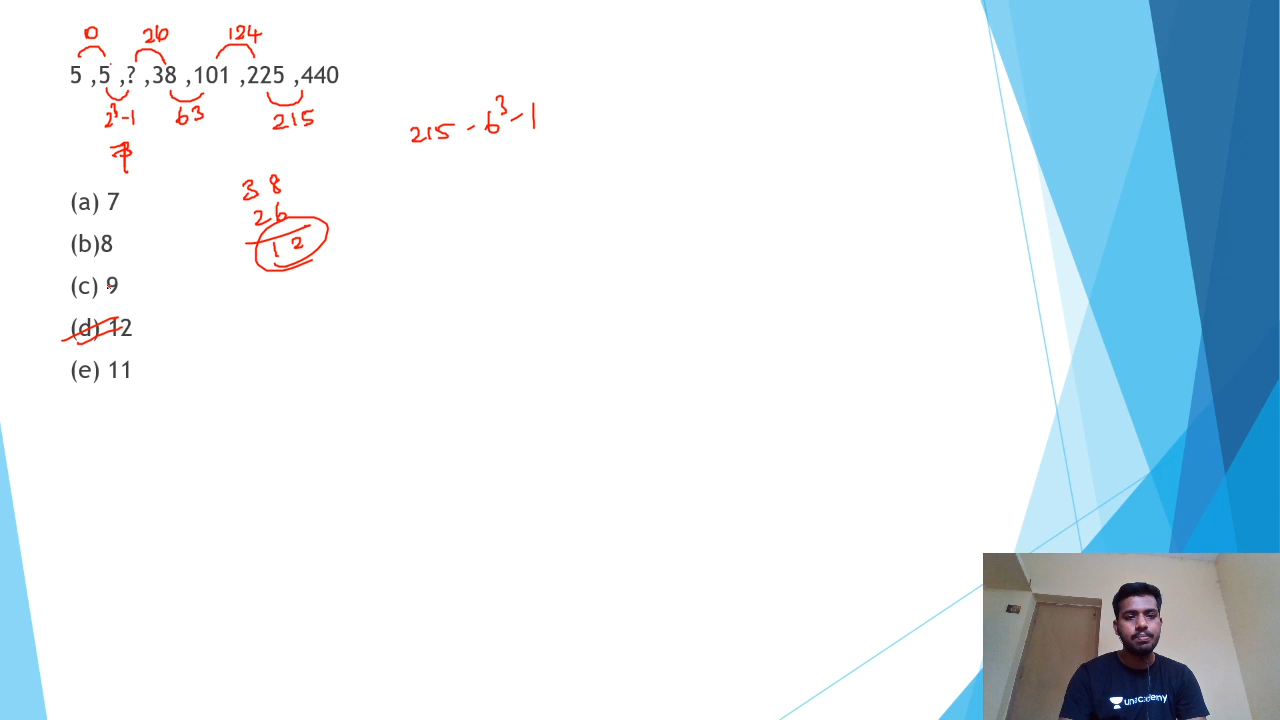 0 26 124
5 ,5 ,? ,38 ,101 ,225 ,440
2³-1 63 215
7
215 - 6³ - 1
38
26
12
(a) 7
(b)8
(c) 9
(d) 12
(e) 11
unacademy